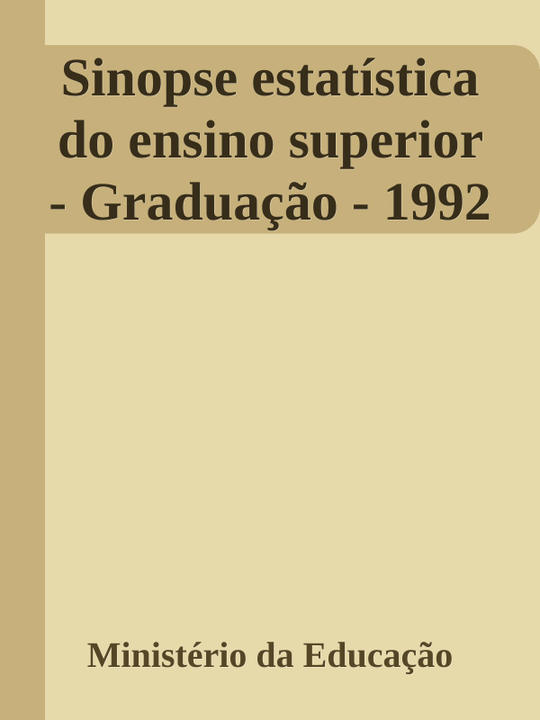 Sinopse estatística
do ensino superior
- Graduação - 1992
Ministério da Educação